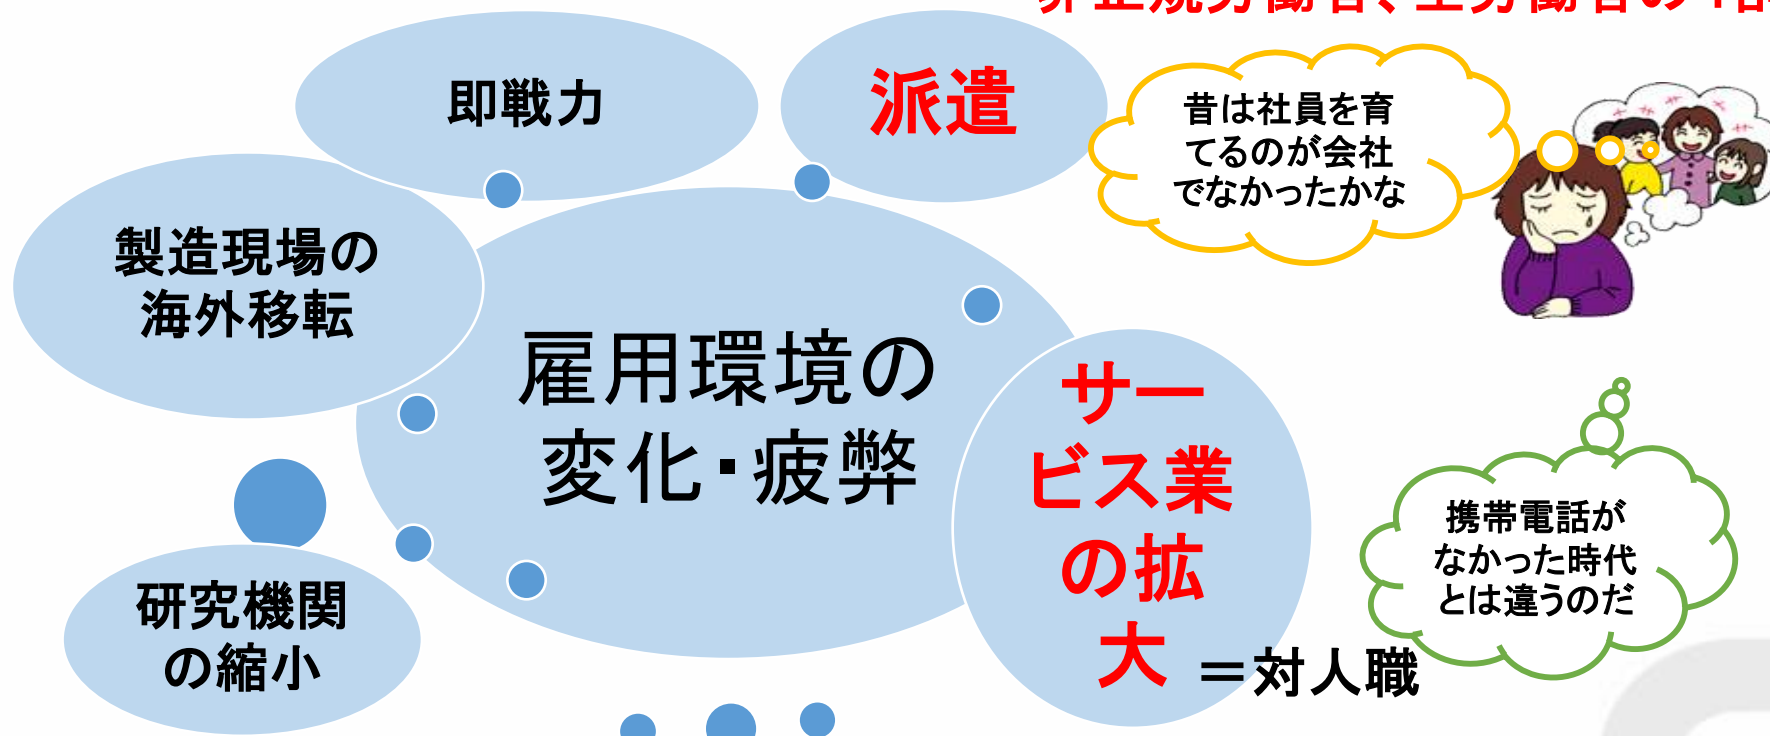 即戦力
派遣
昔は社員を育
てるのが会社
でなかったかな
製造現場の
海外移転
雇用環境の
変化・疲弊
サー
ビス業
の拡
大
＝対人職
携帯電話が
なかった時代
とは違うのだ
研究機関
の縮小